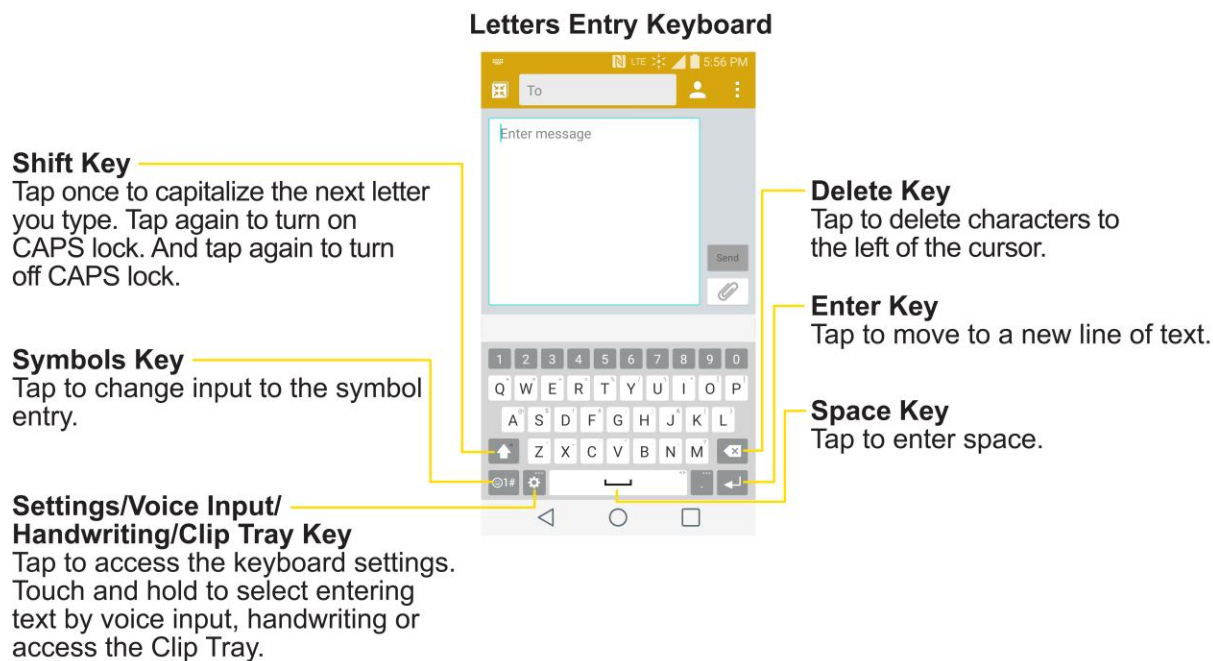 Letters Entry Keyboard
LTE 5:56 PM
To
Enter message
Send
Shift Key
Tap once to capitalize the next letter
you type. Tap again to turn on
CAPS lock. And tap again to turn
off CAPS lock.
Symbols Key
Tap to change input to the symbol
entry.
Settings/Voice Input/
Handwriting/Clip Tray Key
Tap to access the keyboard settings.
Touch and hold to select entering
text by voice input, handwriting or
access the Clip Tray.
1 2 3 4 5 6 7 8 9 0
Q W E R T Y U I O P
A S D F G H J K L
Z X C V B N M
1# .
Delete Key
Tap to delete characters to
the left of the cursor.
Enter Key
Tap to move to a new line of text.
Space Key
Tap to enter space.